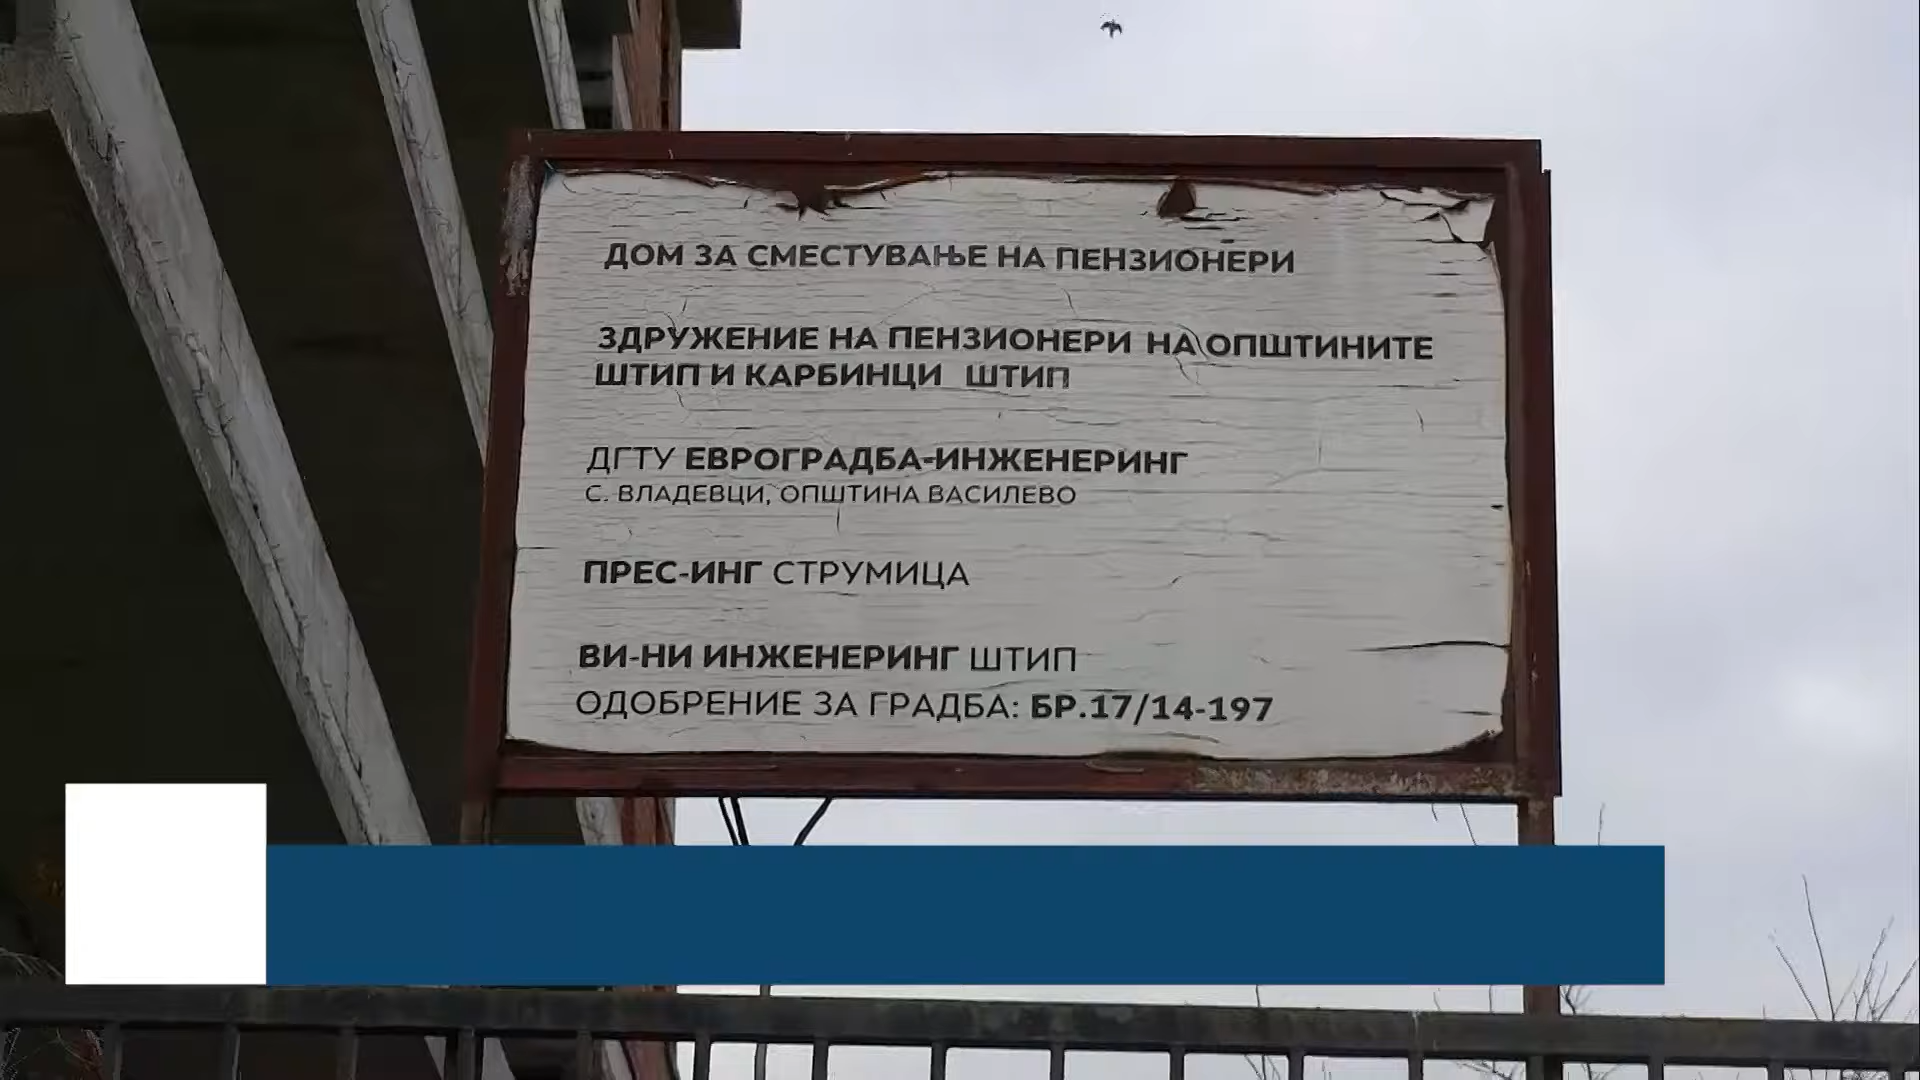 ДОМ ЗА СМЕСТУВАЊЕ НА ПЕНЗИОНЕРИ
ЗДРУЖЕНИЕ НА ПЕНЗИОНЕРИ НА ОПШТИНИТЕ
ШТИП И КАРБИНЦИ ШТИП
ДГТУ ЕВРОГРАДБА-ИНЖЕНЕРИНГ
С. ВЛАДЕВЦИ, ОПШТИНА ВАСИЛЕВО
ПРЕС-ИНГ СТРУМИЦА
ВИ-НИ ИНЖЕНЕРИНГ ШТИП
ОДОБРЕНИЕ ЗА ГРАДБА: БР.17/14-197